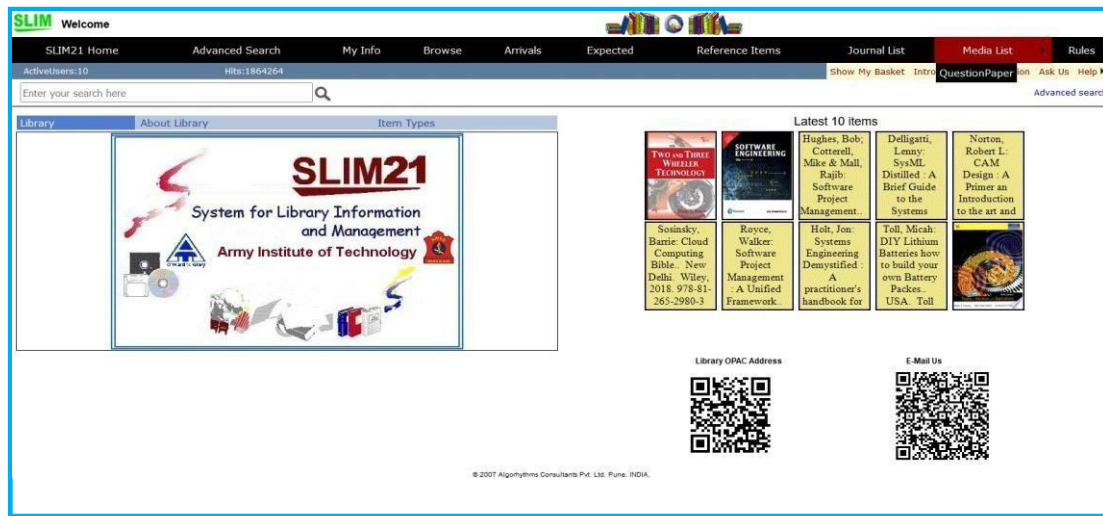 SLIM Welcome
SLIM21 Home Advanced Search My Info Browse Arrivals Expected Reference Items Journal List Media List Rules
ActiveUsers:10 Hits:1864264 Show My Basket Intro QuestionPaper ion Ask Us Help
Enter your search here
Advanced searc
Library About Library Item Types
SLIM21
System for Library Information
and Management
Army Institute of Technology
Latest 10 items
TWO AND THREE
WHEELER
TECHNOLOGY
SOFTWARE
ENGINEERING
Hughes, Bob;
Cotterell,
Mike & Mall,
Rajib:
Software
Project
Management..
Delligatti,
Lenny:
SysML
Distilled : A
Brief Guide
to the
Systems
Norton,
Robert L:
CAM
Design : A
Primer an
Introduction
to the art and
Sosinsky,
Barrie: Cloud
Computing
Bible.. New
Delhi. Wiley,
2018. 978-81-
265-2980-3
Royce,
Walker:
Software
Project
Management
: A Unified
Framework..
Holt, Jon:
Systems
Engineering
Demystified :
A
practitioner's
handbook for
Toll, Micah:
DIY Lithium
Batteries how
to build your
own Battery
Packes..
USA. Toll
Library OPAC Address
E-Mail Us
© 2007 Algorhythms Consultants Pvt. Ltd. Pune. INDIA.